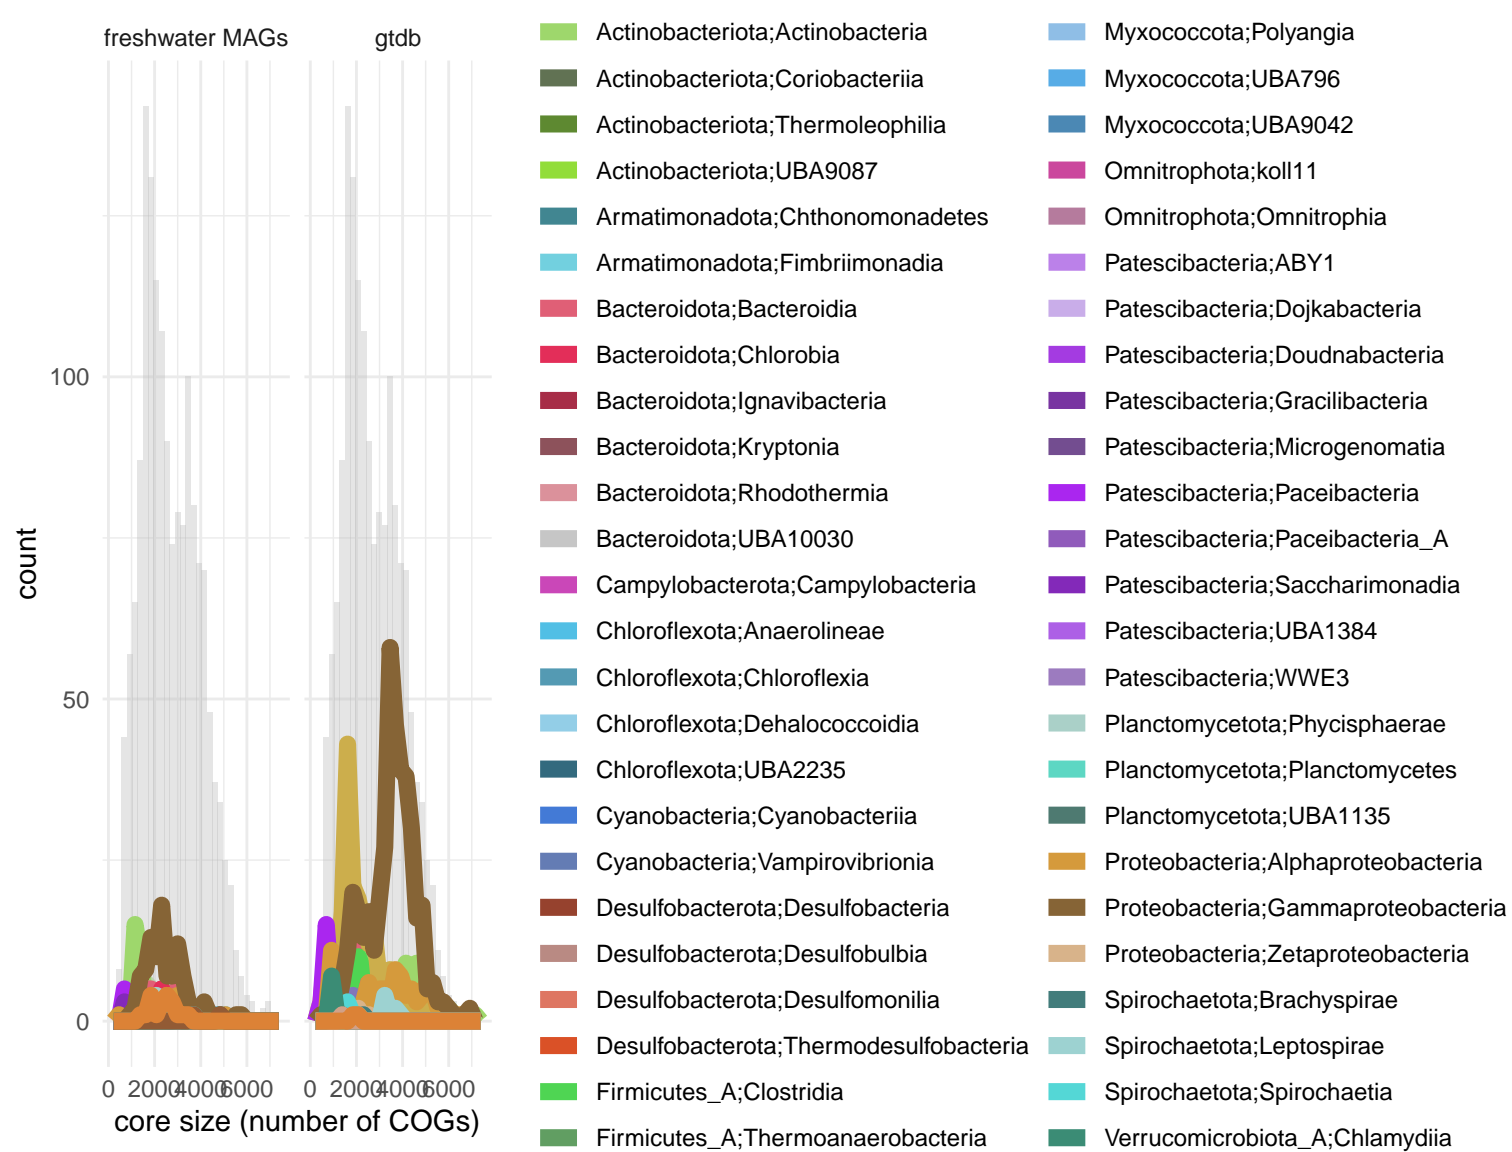 freshwater MAGs
gtdb
count
100
50
0
0 2000 4000 6000
0 2000 4000 6000
core size (number of COGs)
Actinobacteriota;Actinobacteria
Actinobacteriota;Coriobacteriia
Actinobacteriota;Thermoleophilia
Actinobacteriota;UBA9087
Armatimonadota;Chthonomonadetes
Armatimonadota;Fimbriimonadia
Bacteroidota;Bacteroidia
Bacteroidota;Chlorobia
Bacteroidota;Ignavibacteria
Bacteroidota;Kryptonia
Bacteroidota;Rhodothermia
Bacteroidota;UBA10030
Campylobacterota;Campylobacteria
Chloroflexota;Anaerolineae
Chloroflexota;Chloroflexia
Chloroflexota;Dehalococcoidia
Chloroflexota;UBA2235
Cyanobacteria;Cyanobacteriia
Cyanobacteria;Vampirovibrionia
Desulfobacterota;Desulfobacteria
Desulfobacterota;Desulfobulbia
Desulfobacterota;Desulfomonilia
Desulfobacterota;Thermodesulfobacteria
Firmicutes_A;Clostridia
Firmicutes_A;Thermoanaerobacteria
Myxococcota;Polyangia
Myxococcota;UBA796
Myxococcota;UBA9042
Omnitrophota;koll11
Omnitrophota;Omnitrophia
Patescibacteria;ABY1
Patescibacteria;Dojkabacteria
Patescibacteria;Doudnabacteria
Patescibacteria;Gracilibacteria
Patescibacteria;Microgenomatia
Patescibacteria;Paceibacteria
Patescibacteria;Paceibacteria_A
Patescibacteria;Saccharimonadia
Patescibacteria;UBA1384
Patescibacteria;WWE3
Planctomycetota;Phycisphaerae
Planctomycetota;Planctomycetes
Planctomycetota;UBA1135
Proteobacteria;Alphaproteobacteria
Proteobacteria;Gammaproteobacteria
Proteobacteria;Zetaproteobacteria
Spirochaetota;Brachyspirae
Spirochaetota;Leptospirae
Spirochaetota;Spirochaetia
Verrucomicrobiota_A;Chlamydiia